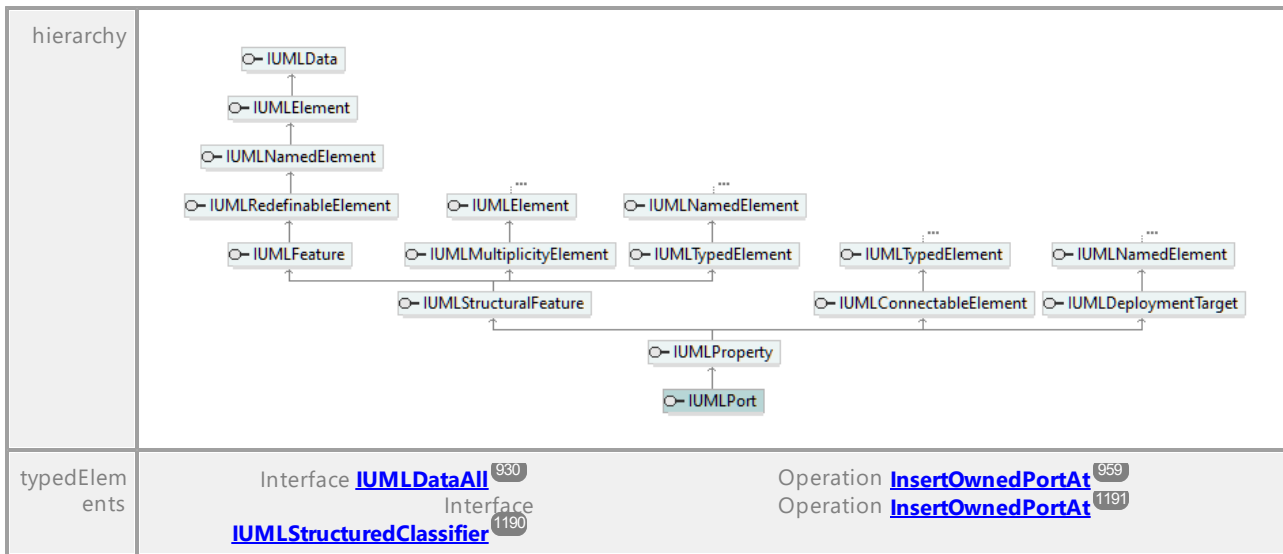 hierarchy
IUMLData
IUMLElement
IUMLNamedElement
... ...
IUMLRedefinableElement IUMLElement IUMLNamedElement
... ...
IUMLFeature IUMLMultiplicityElement IUMLTypedElement IUMLTypedElement IUMLNamedElement
IUMLStructuralFeature IUMLConnectableElement IUMLDeploymentTarget
IUMLProperty
IUMLPort
typedElem
ents
Interface IUMLDataAll 930
Operation InsertOwnedPortAt 959
Interface
IUMLStructuredClassifier 1190
Operation InsertOwnedPortAt 1191